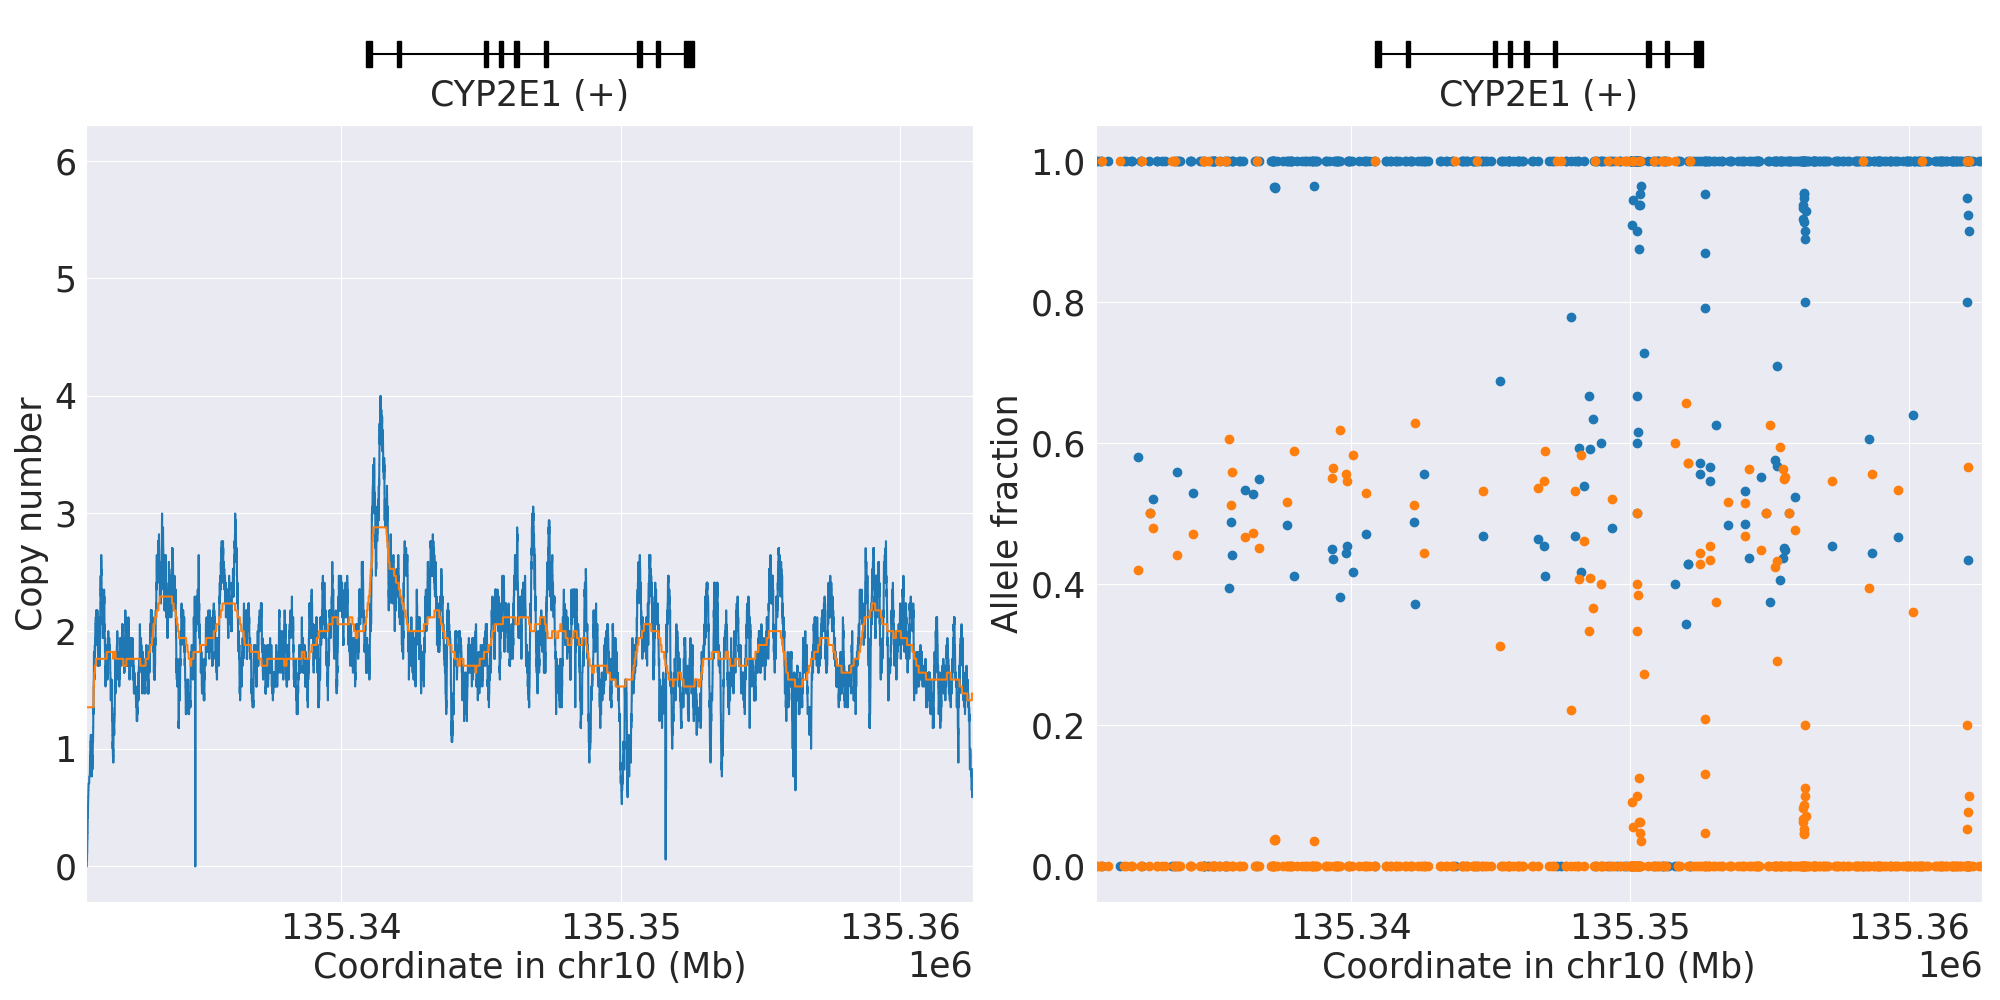 CYP2E1 (+)
CYP2E1 (+)
6
5
4
3
2
1
0
Copy number
135.34
135.35
135.36
Coordinate in chr10 (Mb)
1e6
1.0
0.8
0.6
0.4
0.2
0.0
Allele fraction
135.34
135.35
135.36
Coordinate in chr10 (Mb)
1e6